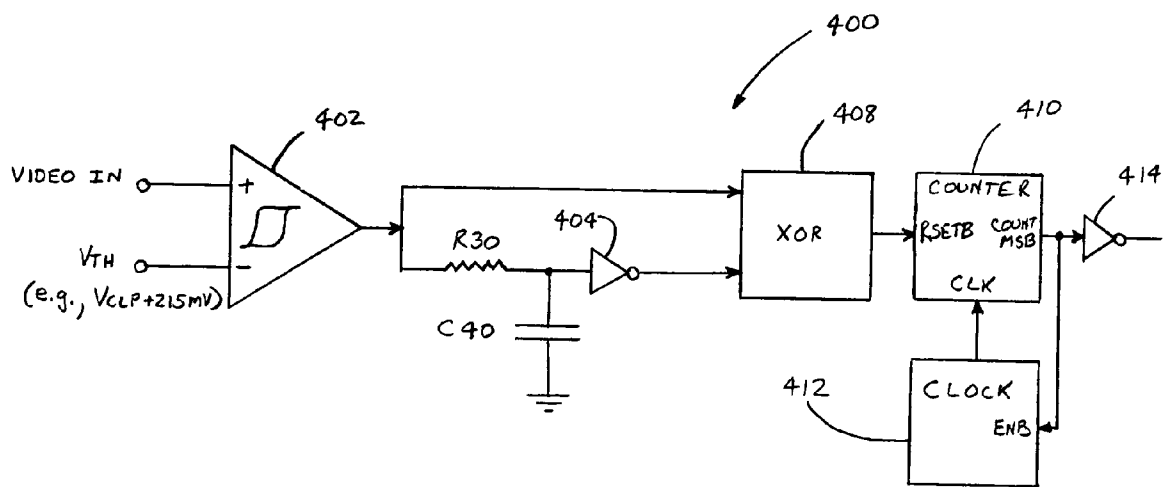 400
402
408
410
VIDEO IN
+
COUNTER
414
404
R30
XOR
RSETB
COUNT
MSB
VTH
-
(e.g., VCLP+215MV)
CLK
C40
412
CLOCK
ENB